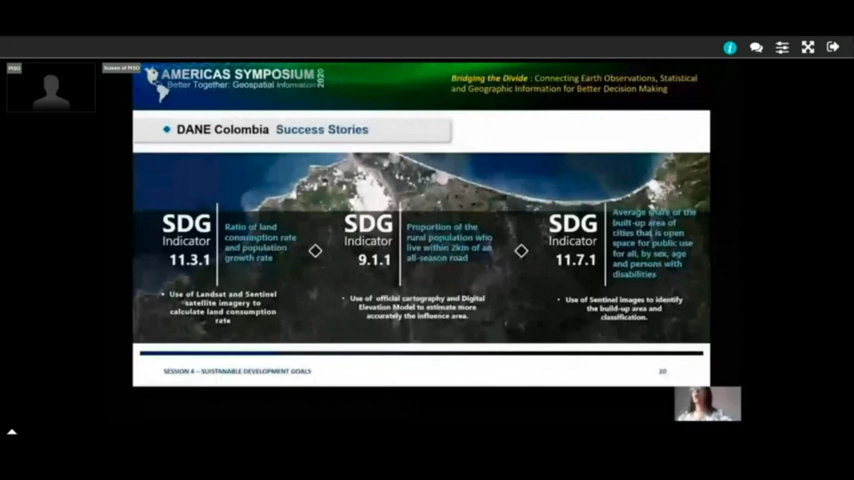 PFSO
Screen of PFSO
AMERICAS SYMPOSIUM 2020
Better Together: Geospatial Information
Bridging the Divide : Connecting Earth Observations, Statistical
and Geographic Information for Better Decision Making
DANE Colombia Success Stories
SDG
Indicator
11.3.1
Ratio of land
consumption rate
and population
growth rate
• Use of Landsat and Sentinel
satellite imagery to
calculate land consumption
rate
SDG
Indicator
9.1.1
Proportion of the
rural population who
live within 2km of an
all-season road
• Use of official cartography and Digital
Elevation Model to estimate more
accurately the influence area.
SDG
Indicator
11.7.1
Average share of the
built-up area of
cities that is open
space for public use
for all, by sex, age
and persons with
disabilities
• Use of Sentinel images to identify
the build-up area and
classification.
SESSION 4 – SUISTANABLE DEVELOPMENT GOALS
10